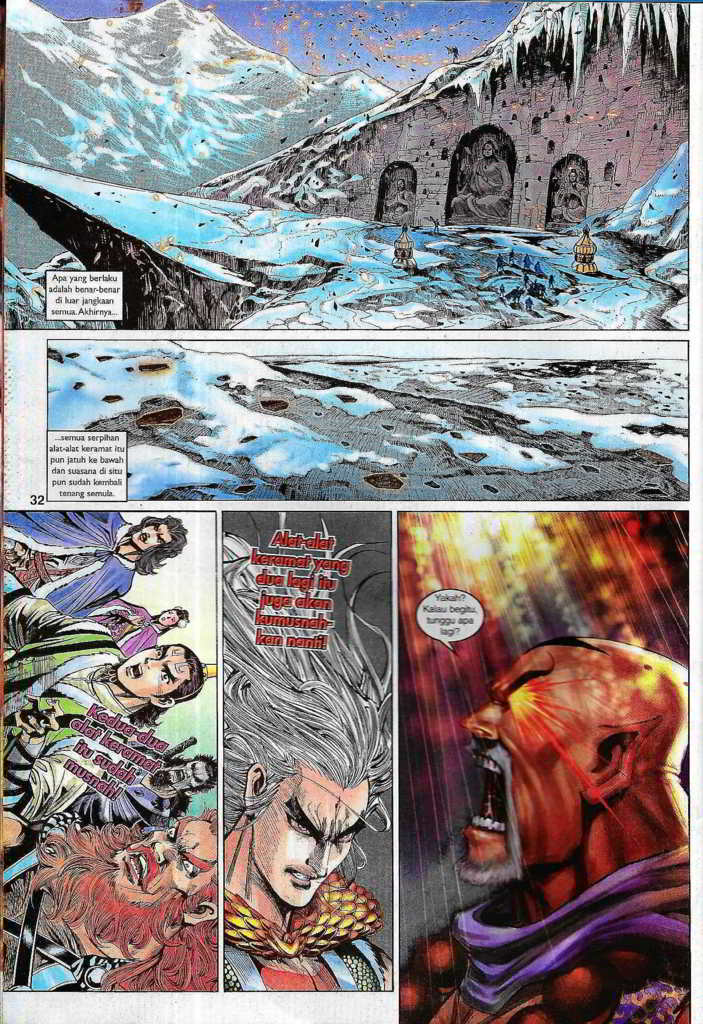 Apa yang berlaku
adalah benar-benar
di luar jangkaan
semua. Akhirnya...
...semua serpihan
alat-alat keramat itu
pun jatuh ke bawah
dan suasana di situ
pun sudah kembali
tenang semula.
32
Kedua-dua
alat keramat
itu sudah
musnah!
Alat-alat
keramat yang
dua lagi itu
juga akan
kumusnah-
kan nanti!
Yakah?
Kalau begitu,
tunggu apa
lagi?